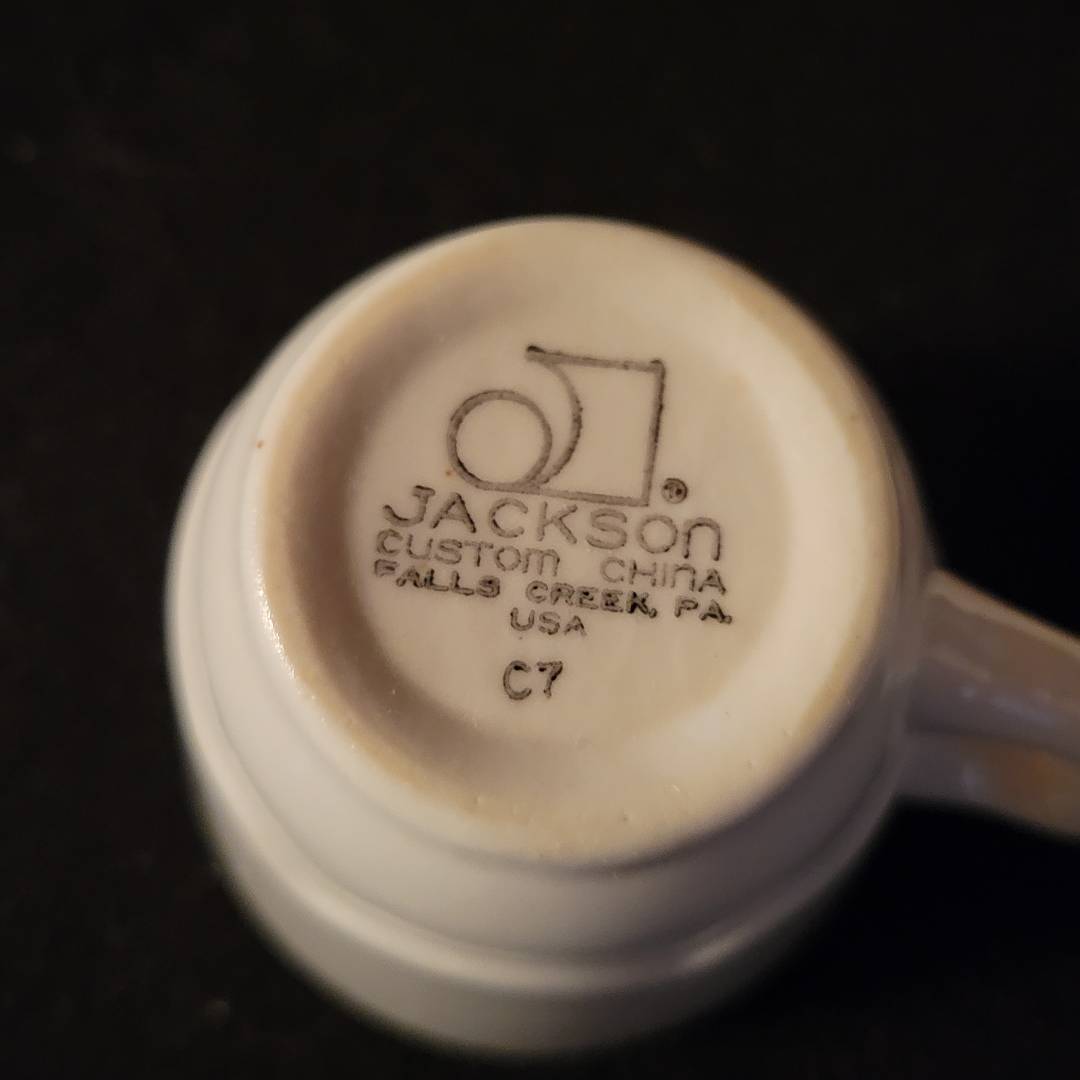 ®
JACKSON
CUSTOM CHINA
FALLS CREEK, PA.
USA
C7